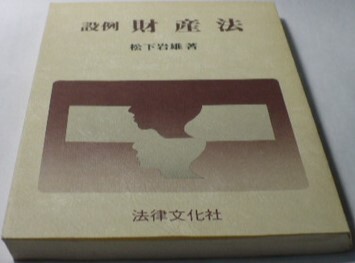 設例 財産法
松下岩雄著
法律文化社